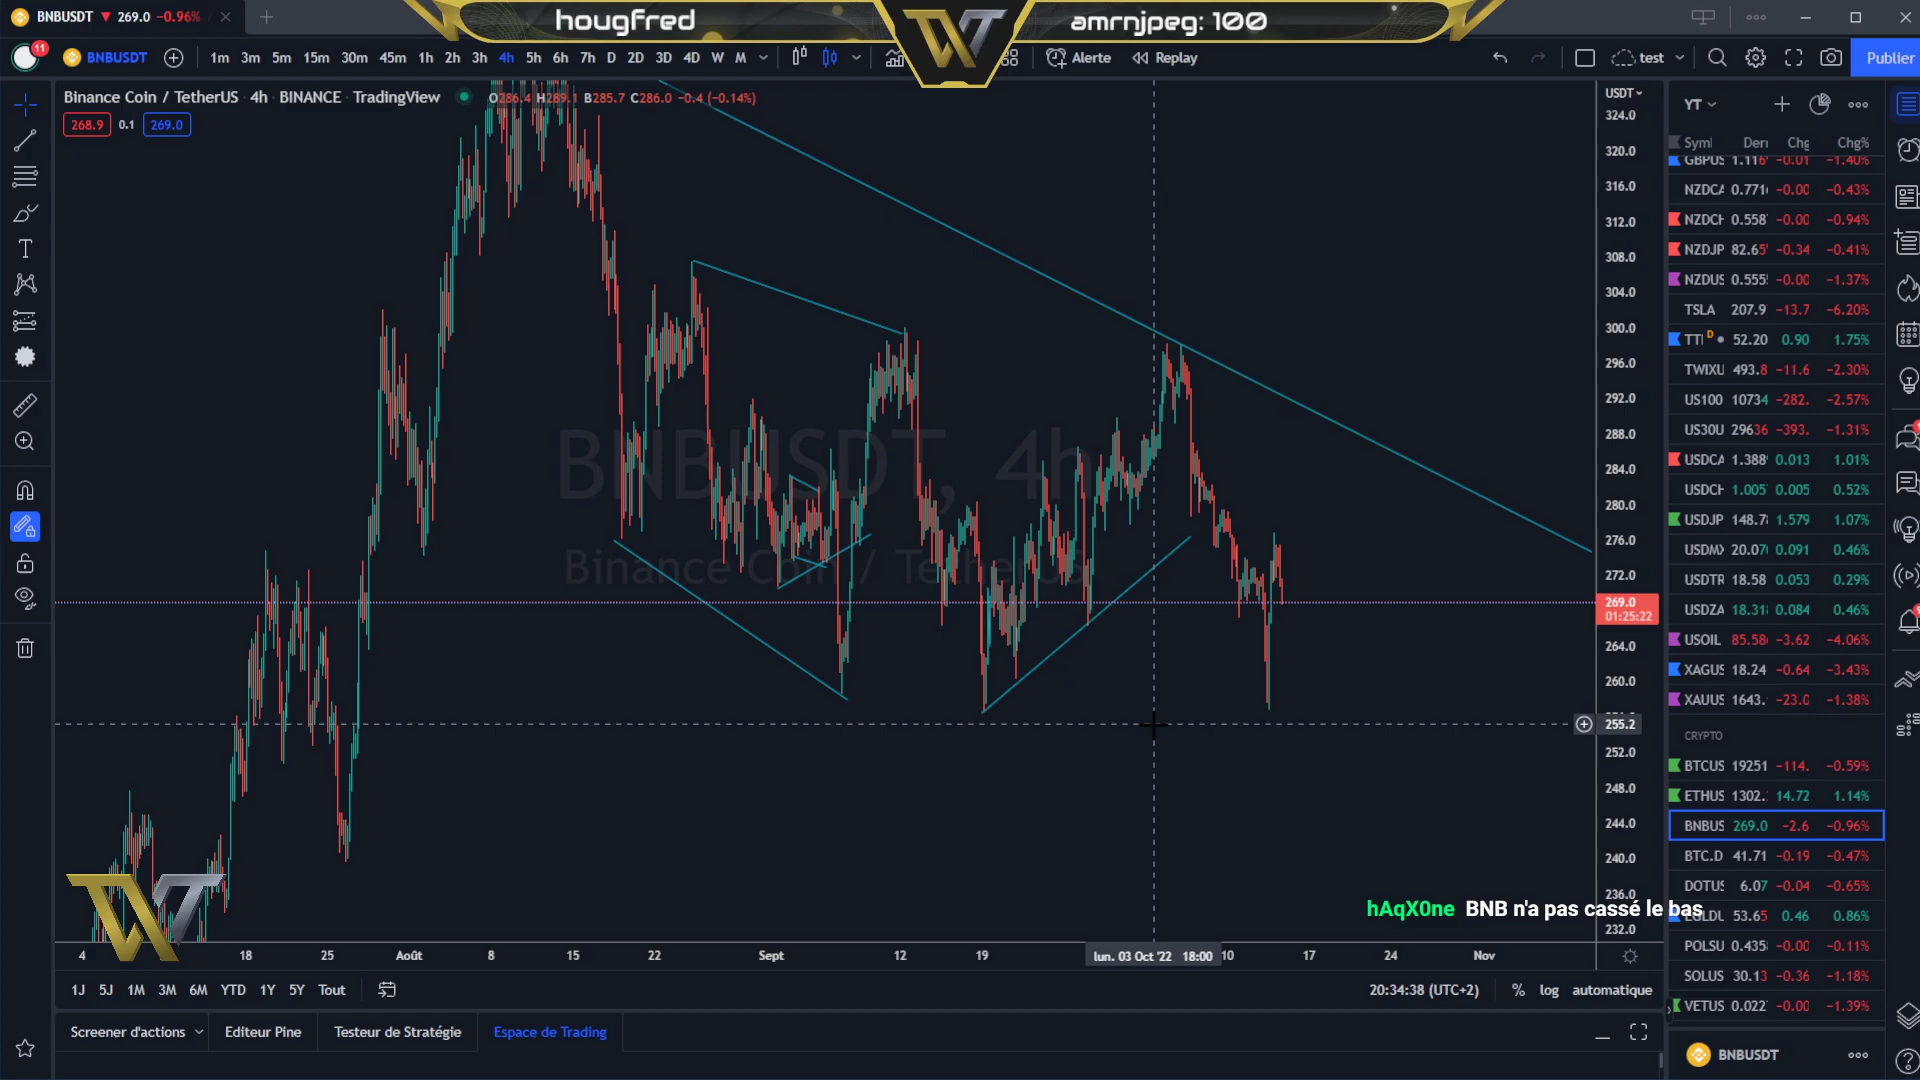 BNBUSDT ▼ 269.0 −0.96%
hougfred
amrnjpeg: 100
11
BNBUSDT
1m 3m 5m 15m 30m 45m 1h 2h 3h 4h 5h 6h 7h D 2D 3D 4D W M
Alerte
Replay
test
Publier
Binance Coin / TetherUS · 4h · BINANCE · TradingView
O286.4 H289.1 B285.7 C286.0 −0.4 (−0.14%)
268.9 0.1 269.0
USDT
324.0
320.0
316.0
312.0
308.0
304.0
300.0
296.0
292.0
288.0
284.0
280.0
276.0
272.0
269.0
01:25:22
264.0
260.0
255.2
252.0
248.0
244.0
240.0
236.0
232.0
BNBUSDT, 4h
Binance Coin / TetherUS
YT
Syml Deri Chg Chg%
GBPUS 1.116 −0.01 −1.40%
NZDCA 0.771 −0.00 −0.43%
NZDCH 0.558 −0.00 −0.94%
NZDJP 82.65 −0.34 −0.41%
NZDUS 0.555 −0.00 −1.37%
TSLA 207.9 −13.7 −6.20%
TTI D 52.20 0.90 1.75%
TWIXU 493.8 −11.6 −2.30%
US100 10734 −282. −2.57%
US30U 29636 −393. −1.31%
USDCA 1.388 0.013 1.01%
USDCH 1.005 0.005 0.52%
USDJP 148.7 1.579 1.07%
USDMX 20.07 0.091 0.46%
USDTR 18.58 0.053 0.29%
USDZA 18.31 0.084 0.46%
USOIL 85.58 −3.62 −4.06%
XAGUS 18.24 −0.64 −3.43%
XAUUS 1643. −23.0 −1.38%
CRYPTO
BTCUS 19251 −114. −0.59%
ETHUS 1302. 14.72 1.14%
BNBUS 269.0 −2.6 −0.96%
BTC.D 41.71 −0.19 −0.47%
DOTUS 6.07 −0.04 −0.65%
EGLDU 53.65 0.46 0.86%
POLSU 0.435 −0.00 −0.11%
SOLUS 30.13 −0.36 −1.18%
VETUS 0.022 −0.00 −1.39%
hAqX0ne BNB n'a pas cassé le bas
4 18 25 Août 8 15 22 Sept 12 19 lun. 03 Oct '22 18:00 10 17 24 Nov
1J 5J 1M 3M 6M YTD 1Y 5Y Tout
20:34:38 (UTC+2) % log automatique
Screener d'actions
Editeur Pine
Testeur de Stratégie
Espace de Trading
BNBUSDT